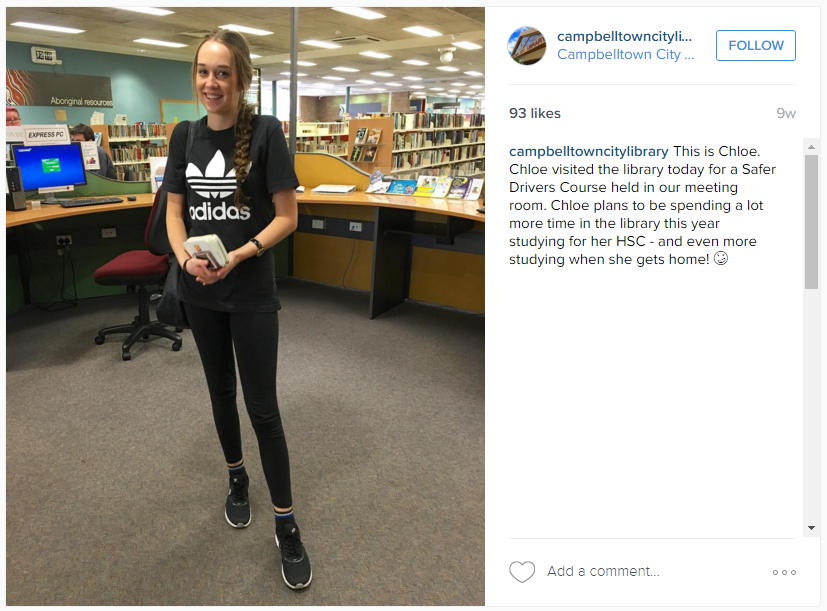 campbelltowncityli...
Campbelltown City ...
FOLLOW
93 likes
9w
campbelltowncitylibrary This is Chloe.
Chloe visited the library today for a Safer
Drivers Course held in our meeting
room. Chloe plans to be spending a lot
more time in the library this year
studying for her HSC - and even more
studying when she gets home! 😉
Add a comment...
Aboriginal resources
EXPRESS PC
adidas